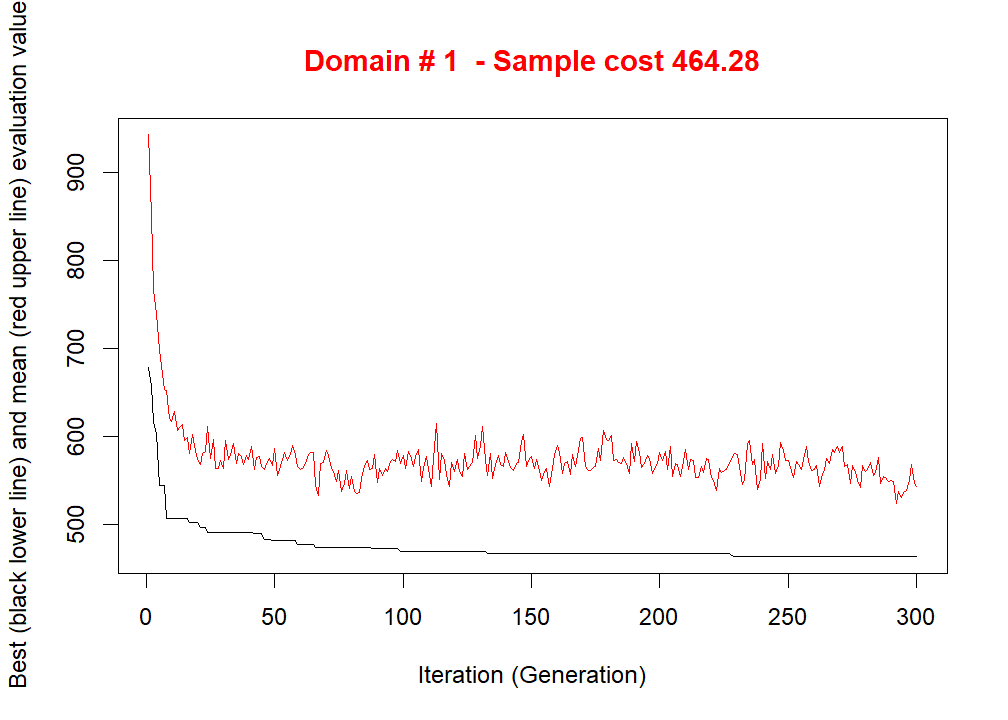 Domain # 1  - Sample cost 464.28
Best (black lower line) and mean (red upper line) evaluation value
900
800
700
600
500
0 50 100 150 200 250 300
Iteration (Generation)